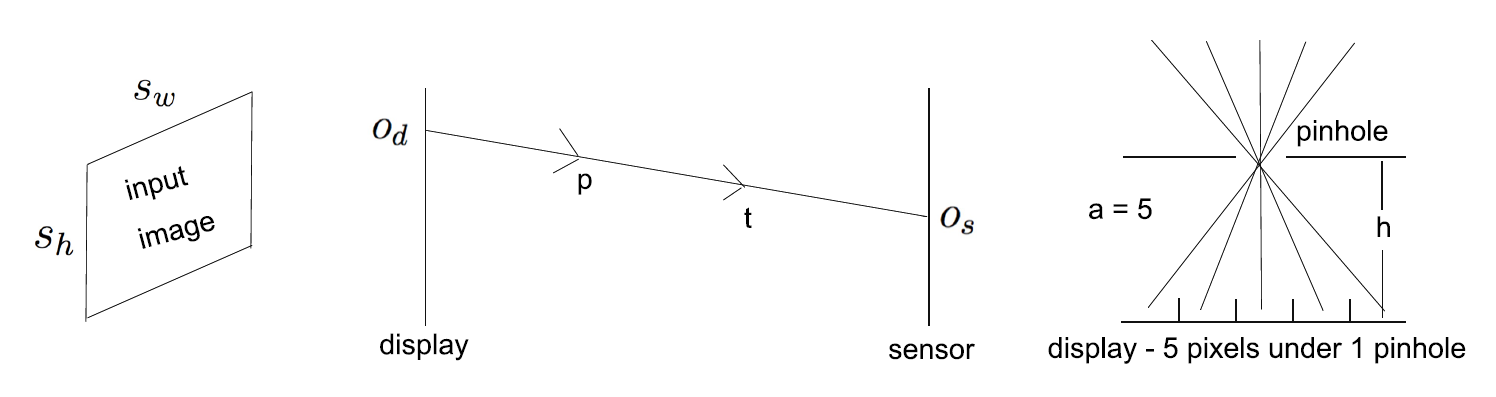 s_w
input
image
s_h
o_d
p
t
o_s
display
sensor
pinhole
a = 5
h
display - 5 pixels under 1 pinhole